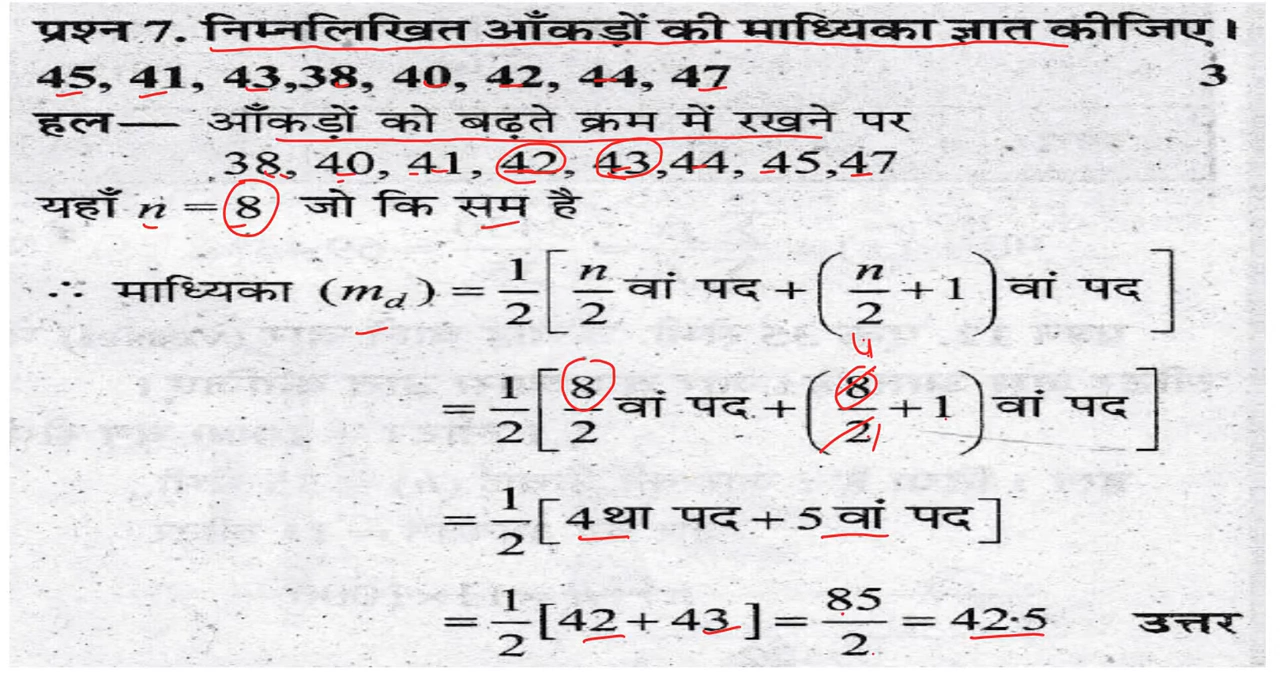 प्रश्न 7. निम्नलिखित आँकड़ों की माध्यिका ज्ञात कीजिए।
45, 41, 43,38, 40, 42, 44, 47 3
हल— आँकड़ों को बढ़ते क्रम में रखने पर
38, 40, 41, 42, 43,44, 45,47
यहाँ n = 8 जो कि सम है
∴ माध्यिका (m_d) = 1/2 [ n/2 वां पद + ( n/2 + 1 ) वां पद ]
= 1/2 [ 8/2 वां पद + ( 8/2 + 1 ) वां पद ]
4 1
= 1/2 [ 4था पद + 5 वां पद ]
= 1/2 [42 + 43 ] = 85/2 = 42·5 उत्तर